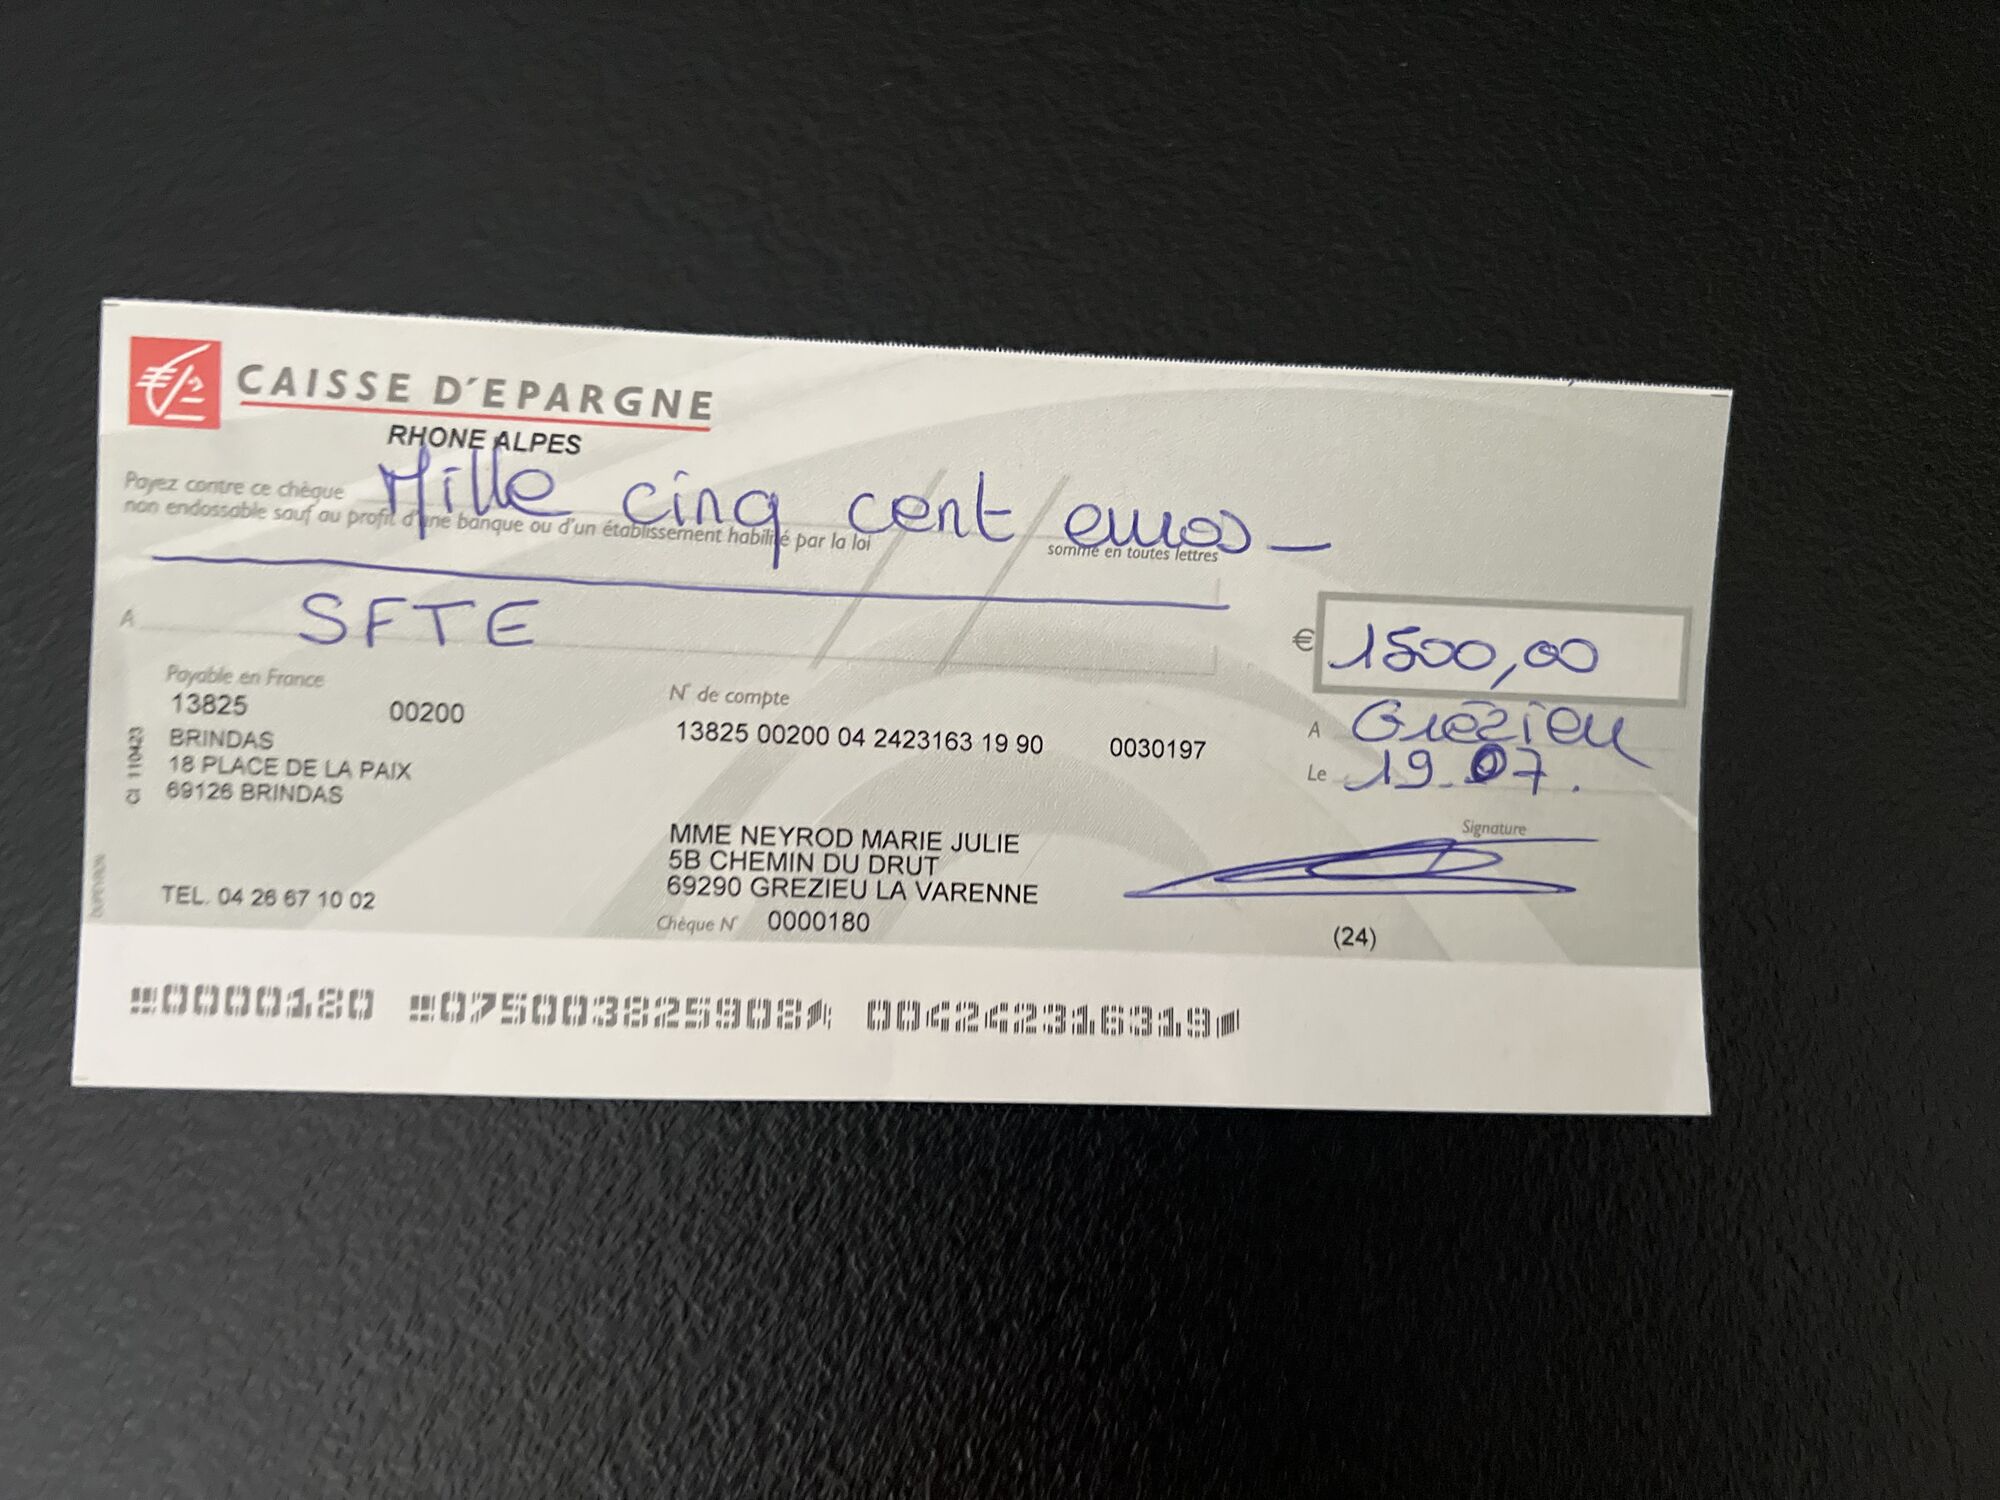 CAISSE D'EPARGNE
RHONE ALPES
Payez contre ce chèque Mille cinq cent euros
non endossable sauf au profit d'une banque ou d'un établissement habilité par la loi
somme en toutes lettres
A SFTE
€ 1500,00
Payable en France
13825 00200
N° de compte
13825 00200 04 2423163 19 90 0030197
A Grézieu
Le 19.07.
BRINDAS
18 PLACE DE LA PAIX
69126 BRINDAS
CI 110423
Signature
MME NEYROD MARIE JULIE
5B CHEMIN DU DRUT
69290 GREZIEU LA VARENNE
TEL. 04 26 67 10 02
Chèque N° 0000180
(24)
0000180 075003825908 004242316319